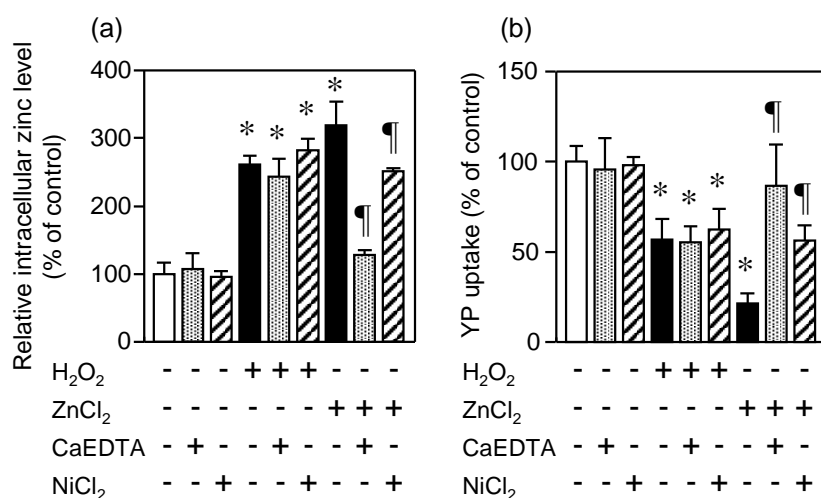 (a)
Relative intracellular zinc level
(% of control)
400
300
200
100
0
* * * * ¶ ¶
H₂O₂ - - - + + + - - -
ZnCl₂ - - - - - - + + +
CaEDTA - + - - + - - + -
NiCl₂ - - + - - + - - +
(b)
YP uptake (% of control)
150
100
50
0
* * * * ¶ ¶
H₂O₂ - - - + + + - - -
ZnCl₂ - - - - - - + + +
CaEDTA - + - - + - - + -
NiCl₂ - - + - - + - - +